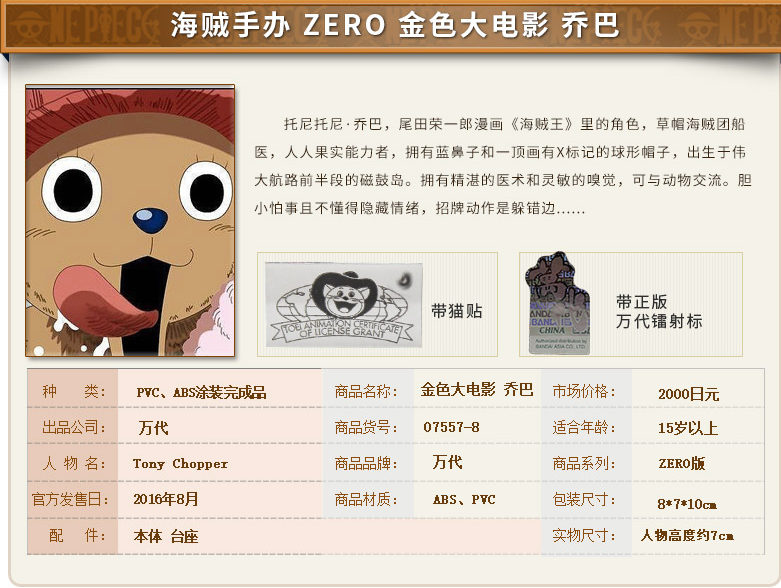 海贼手办 ZERO 金色大电影 乔巴
托尼托尼·乔巴，尾田荣一郎漫画《海贼王》里的角色，草帽海贼团船
医，人人果实能力者，拥有蓝鼻子和一顶画有X标记的球形帽子，出生于伟
大航路前半段的磁鼓岛。拥有精湛的医术和灵敏的嗅觉，可与动物交流。胆
小怕事且不懂得隐藏情绪，招牌动作是躲错边......
TOEI ANIMATION CERTIFICATE
OF LICENSE GRANT
带猫贴
CHINA
带正版
万代镭射标
种 类： PVC、ABS涂装完成品 商品名称： 金色大电影 乔巴 市场价格： 2000日元
出品公司： 万代 商品货号： 07557-8 适合年龄： 15岁以上
人 物 名： Tony Chopper 商品品牌： 万代 商品系列： ZERO版
官方发售日： 2016年8月 商品材质： ABS、PVC 包装尺寸： 8*7*10cm
配 件： 本体 台座 实物尺寸： 人物高度约7cm